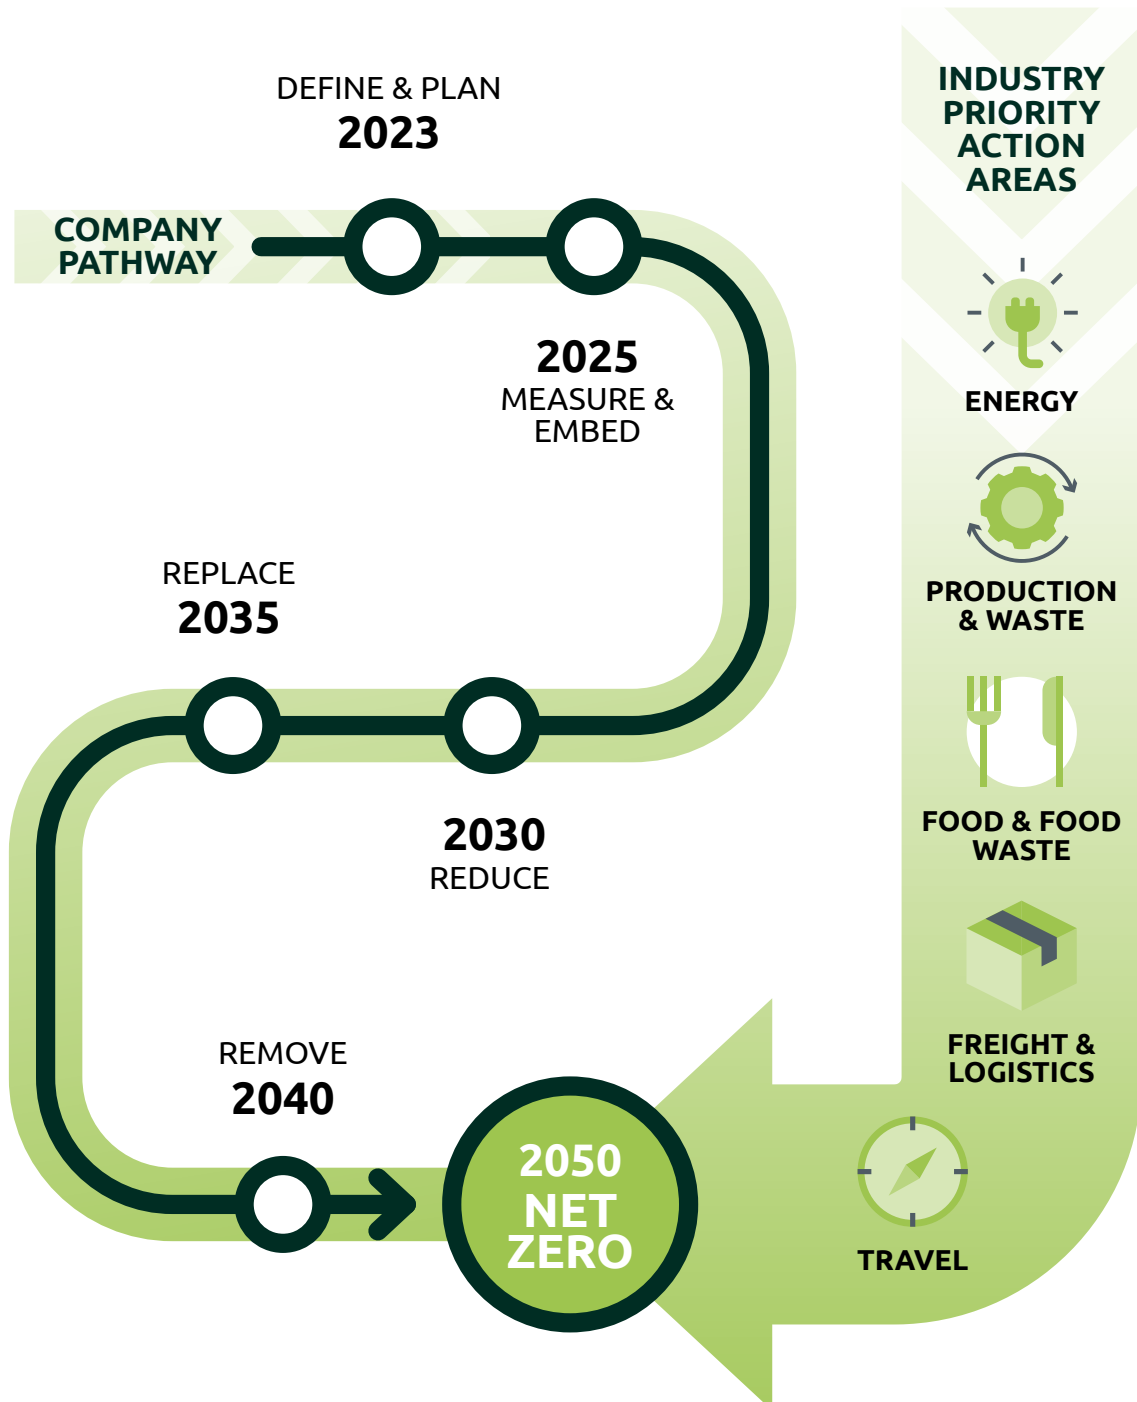 COMPANY
PATHWAY
DEFINE & PLAN
2023
2025
MEASURE &
EMBED
2030
REDUCE
REPLACE
2035
REMOVE
2040
2050
NET
ZERO
INDUSTRY
PRIORITY
ACTION
AREAS
ENERGY
PRODUCTION
& WASTE
FOOD & FOOD
WASTE
FREIGHT &
LOGISTICS
TRAVEL